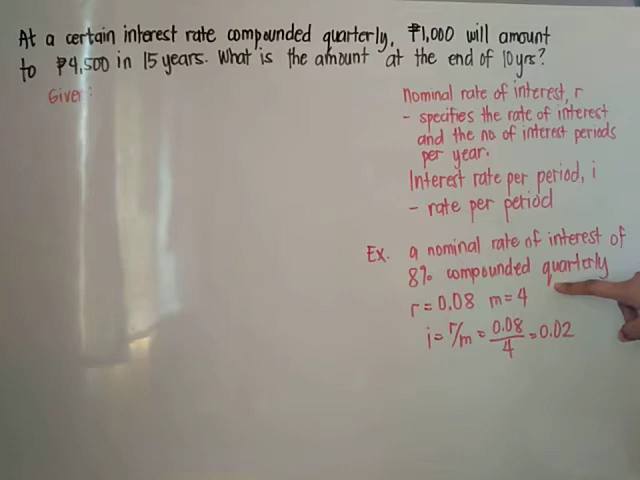 At a certain interest rate compounded quarterly, ₱1,000 will amount
to ₱4,500 in 15 years. What is the amount at the end of 10 yrs?
Given:
Nominal rate of interest, r
- specifies the rate of interest
and the no. of interest periods
per year.
Interest rate per period, i
- rate per period
Ex. a nominal rate of interest of
8% compounded quarterly
r = 0.08 m = 4
i = r/m = 0.08/4 = 0.02